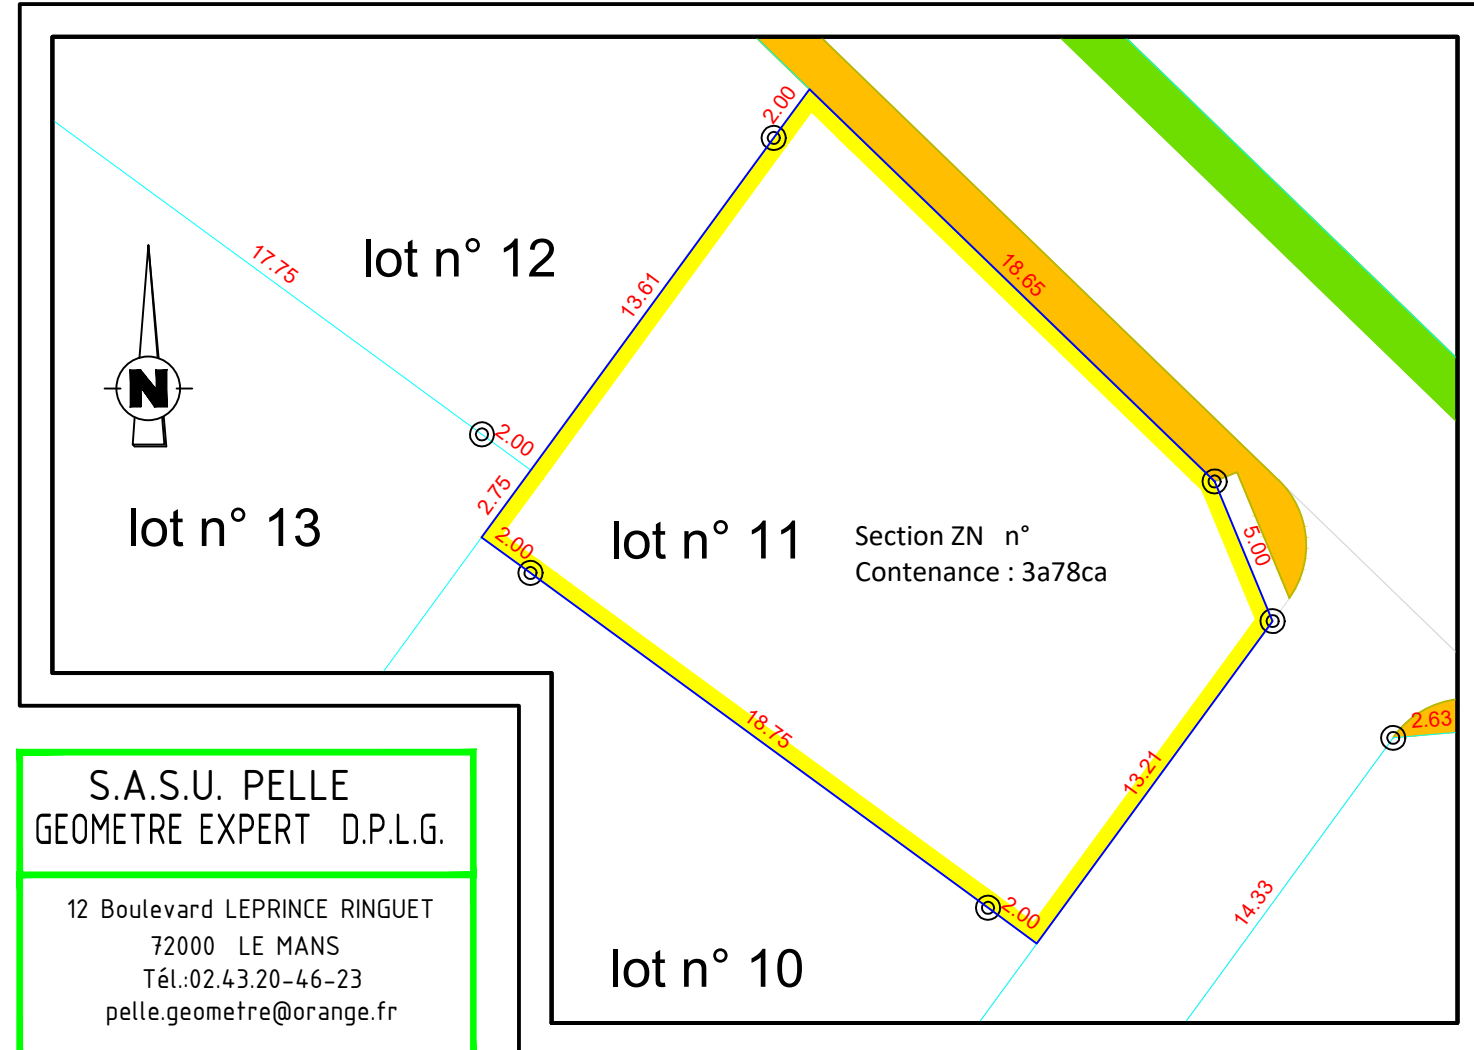 2.00
17.75
lot n° 12
13.61
18.65
N
2.00
2.75
lot n° 13
2.00
lot n° 11
Section ZN n°
Contenance : 3a78ca
5.00
18.75
13.21
2.63
2.00
14.33
lot n° 10
S.A.S.U. PELLE
GEOMETRE EXPERT D.P.L.G.
12 Boulevard LEPRINCE RINGUET
72000 LE MANS
Tél.:02.43.20-46-23
pelle.geometre@orange.fr